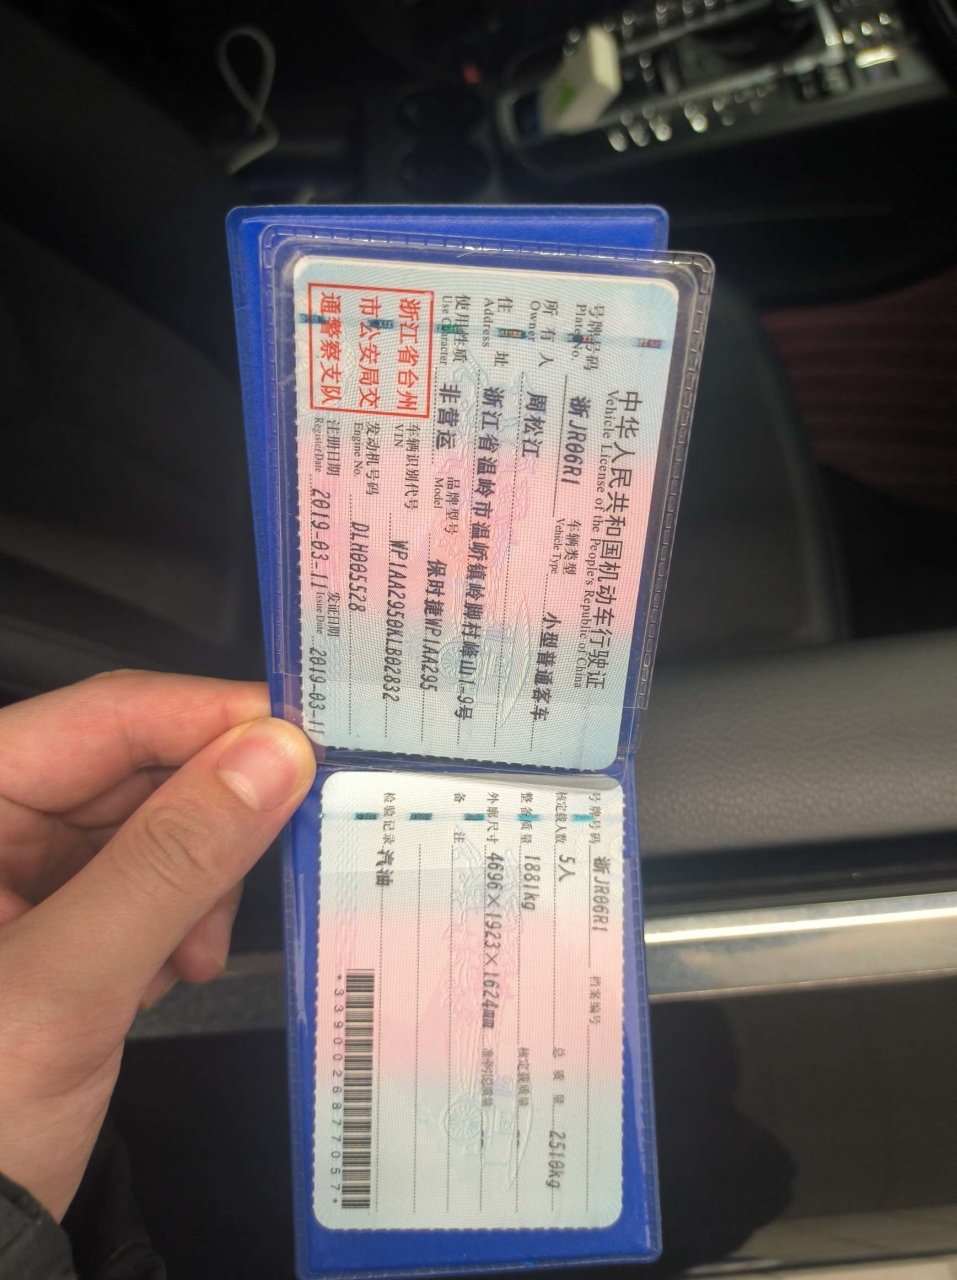 中华人民共和国机动车行驶证
Vehicle License of the People's Republic of China
号牌号码 Plate No. 浙JR06R1 车辆类型 Vehicle Type 小型普通客车
所有人 Owner 周松江
住址 Address 浙江省温岭市温峤镇岭脚村峰山1-9号
使用性质 Use Character 非营运 品牌型号 Model 保时捷WP1AA295
浙江省台州
市公安局交
通警察支队
车辆识别代号 VIN WP1AA2950KLB02832
发动机号码 Engine No. DLH005528
注册日期 Register Date 2019-03-11 发证日期 Issue Date 2019-03-11
号牌号码 浙JR06R1 档案编号
核定载人数 5人 总质量 2510kg
整备质量 1881kg 核定载质量
外廓尺寸 4696×1923×1624mm 准牵引总质量
备注
检验记录 汽油
*3390026877057*